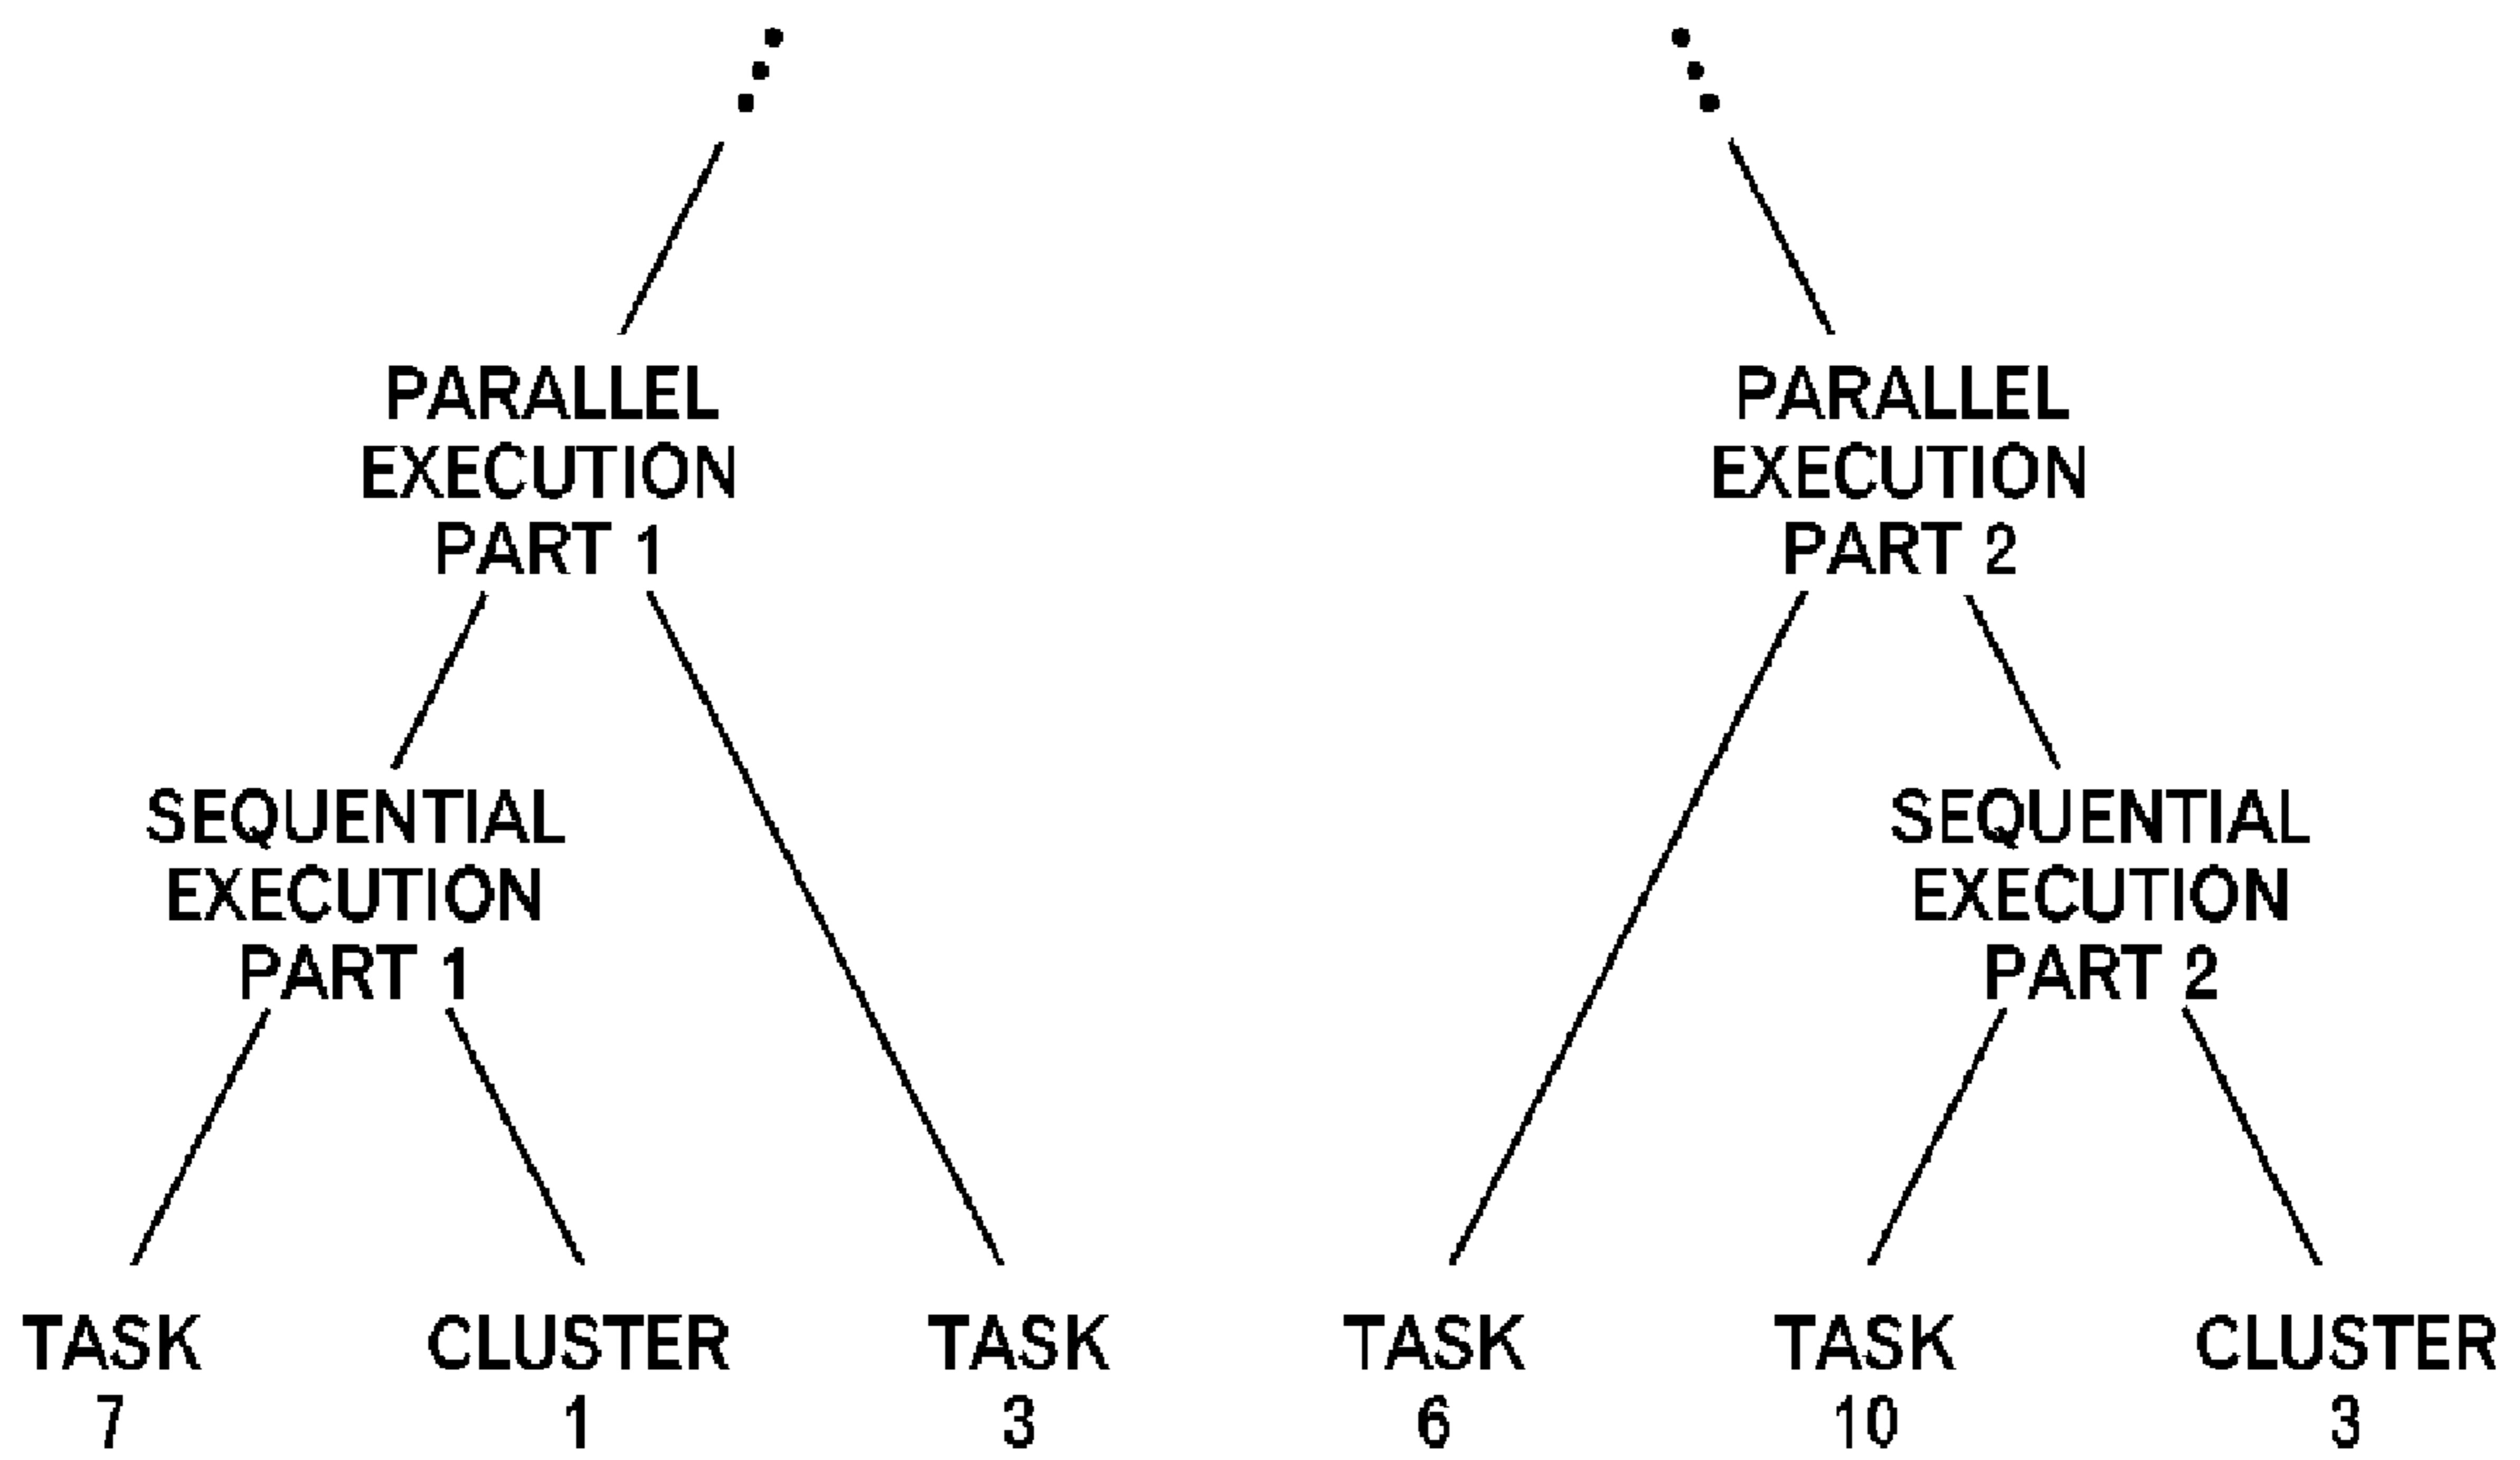 PARALLEL
EXECUTION
PART 1
PARALLEL
EXECUTION
PART 2
SEQUENTIAL
EXECUTION
PART 1
SEQUENTIAL
EXECUTION
PART 2
TASK
7
CLUSTER
1
TASK
3
TASK
6
TASK
10
CLUSTER
3